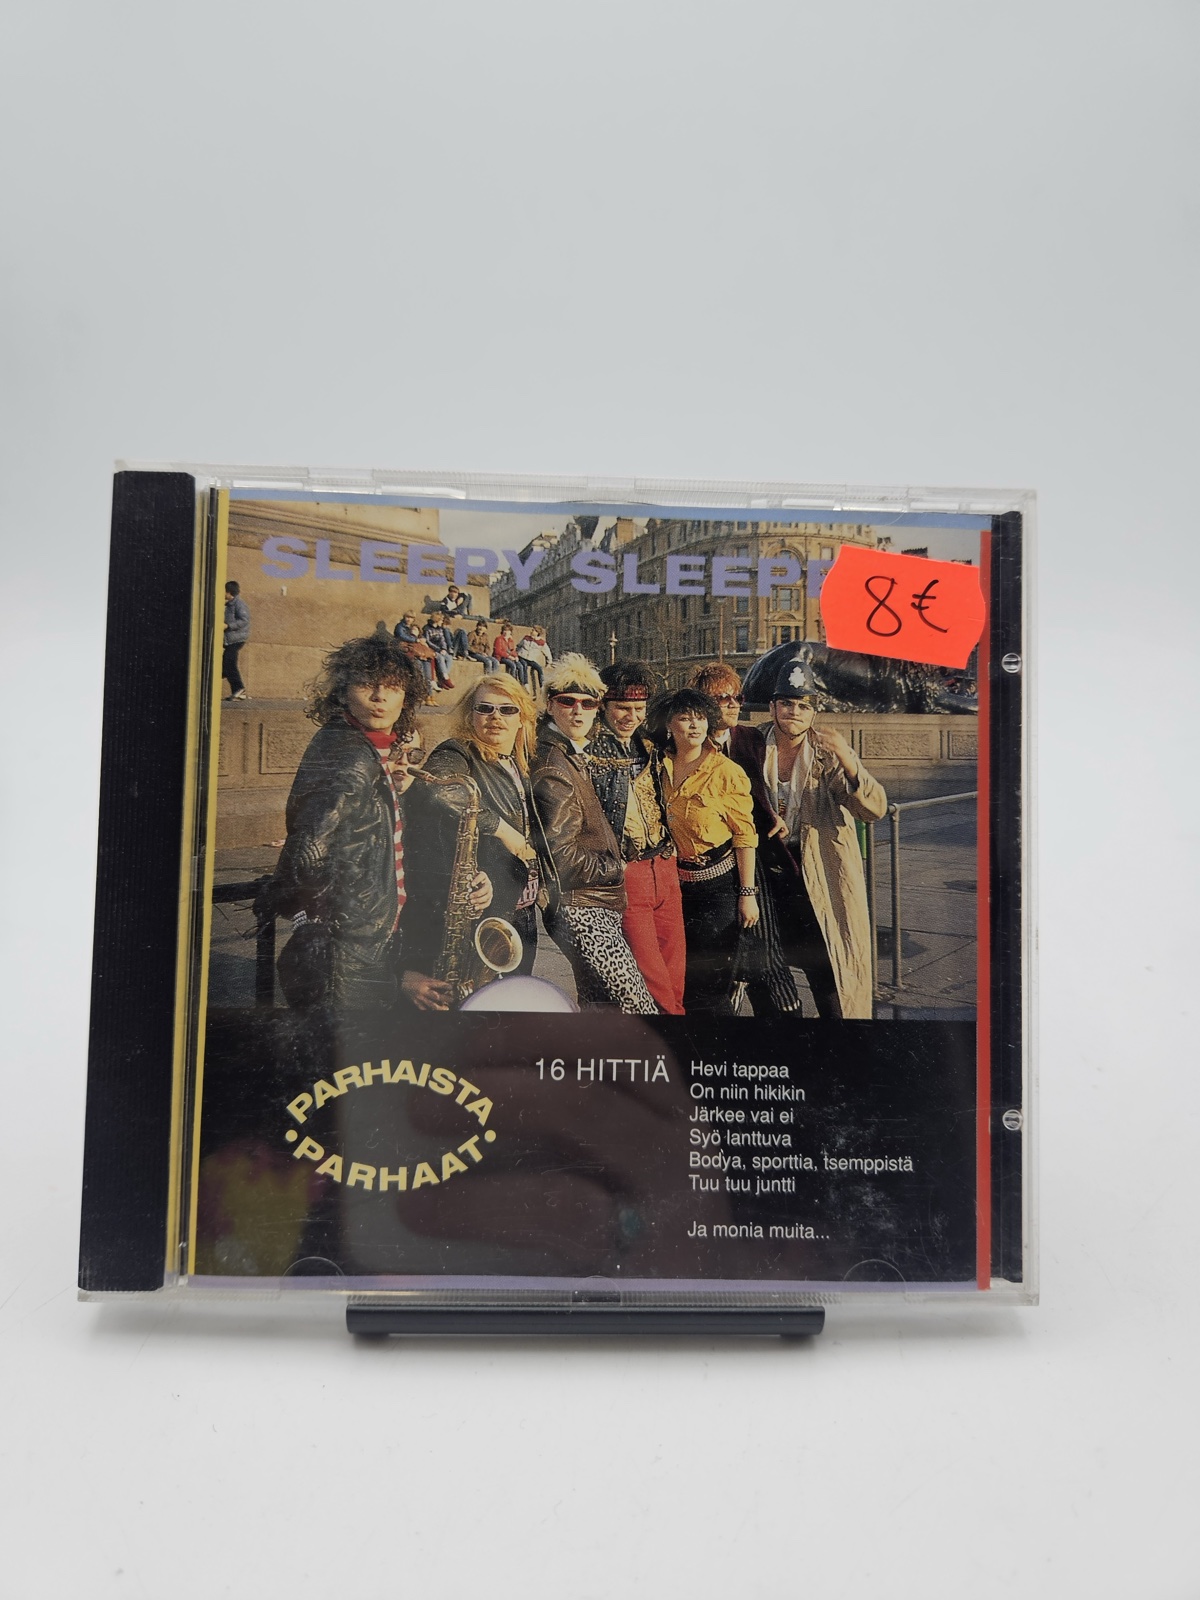 SLEEPY SLEEPE
8€
PARHAISTA
•PARHAAT•
16 HITTIÄ
Hevi tappaa
On niin hikikin
Järkee vai ei
Syö lanttuva
Bodya, sporttia, tsemppistä
Tuu tuu juntti
Ja monia muita...